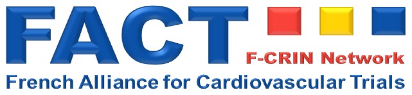 FACT
F-CRIN Network
French Alliance for Cardiovascular Trials